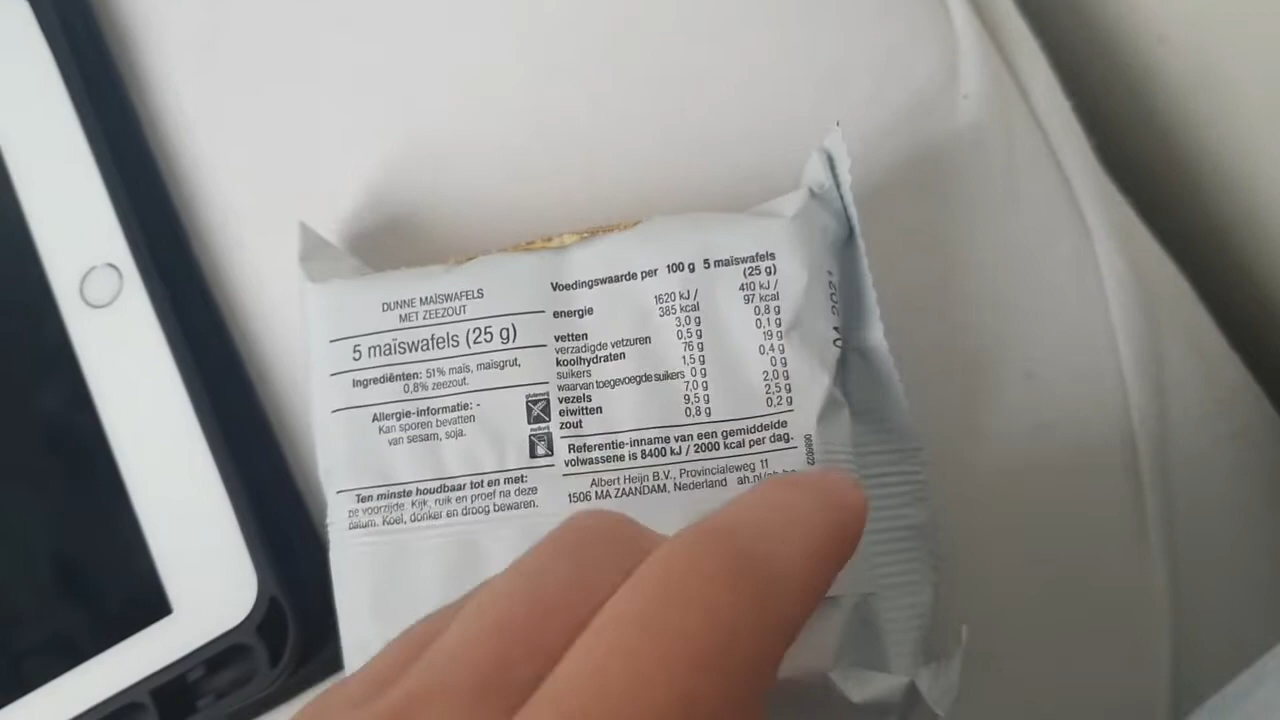 DUNNE MAÏSWAFELS
MET ZEEZOUT
5 maïswafels (25 g)
Ingrediënten: 51% maïs, maïsgrut,
0,8% zeezout.
Allergie-informatie: -
Kan sporen bevatten
van sesam, soja.
glutenvrij
melkvrij
Ten minste houdbaar tot en met:
zie voorzijde. Kijk, ruik en proef na deze
datum. Koel, donker en droog bewaren.
Voedingswaarde per 100 g 5 maïswafels
(25 g)
energie 1620 kJ / 410 kJ /
385 kcal 97 kcal
vetten 3,0 g 0,8 g
verzadigde vetzuren 0,5 g 0,1 g
koolhydraten 76 g 19 g
suikers 1,5 g 0,4 g
waarvan toegevoegde suikers 0 g 0 g
vezels 7,0 g 2,0 g
eiwitten 9,5 g 2,5 g
zout 0,8 g 0,2 g
Referentie-inname van een gemiddelde
volwassene is 8400 kJ / 2000 kcal per dag.
Albert Heijn B.V., Provincialeweg 11
1506 MA ZAANDAM, Nederland